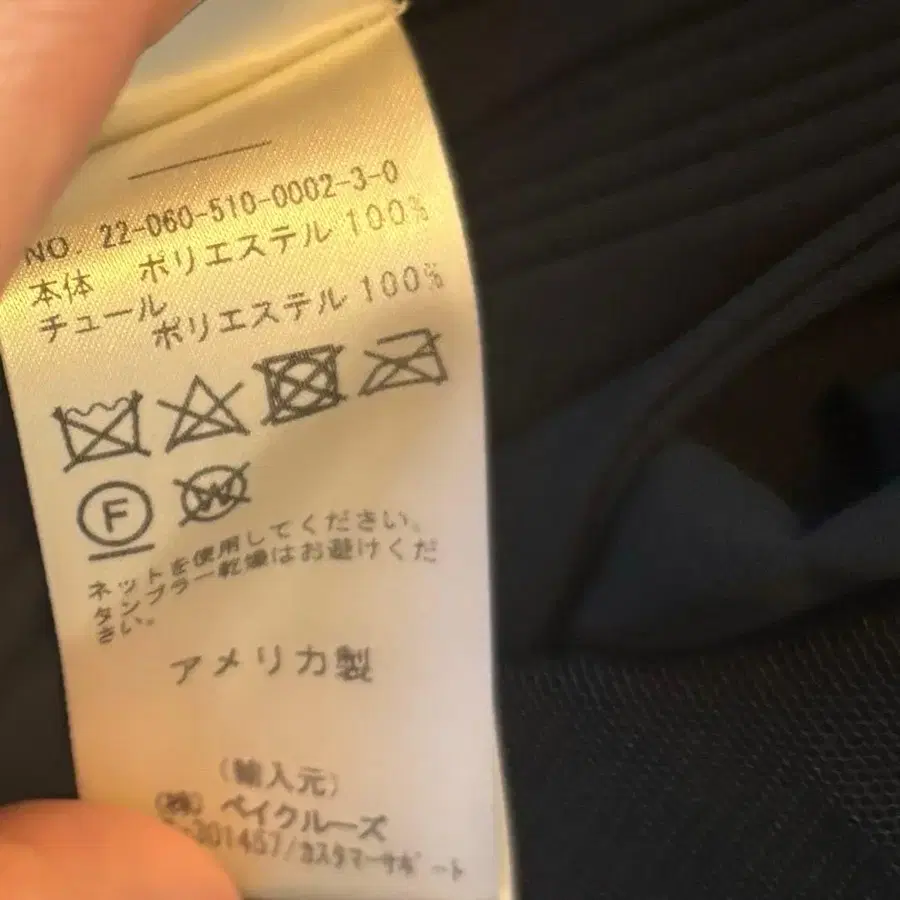 NO. 22-060-510-0002-3-0
本体 ポリエステル 100%
チュール
ポリエステル 100%
F
W
ネットを使用してください。
タンブラー乾燥はお避けくだ
さい。
アメリカ製
(輸入元)
ベイクルーズ
301457/カスタマーサポート